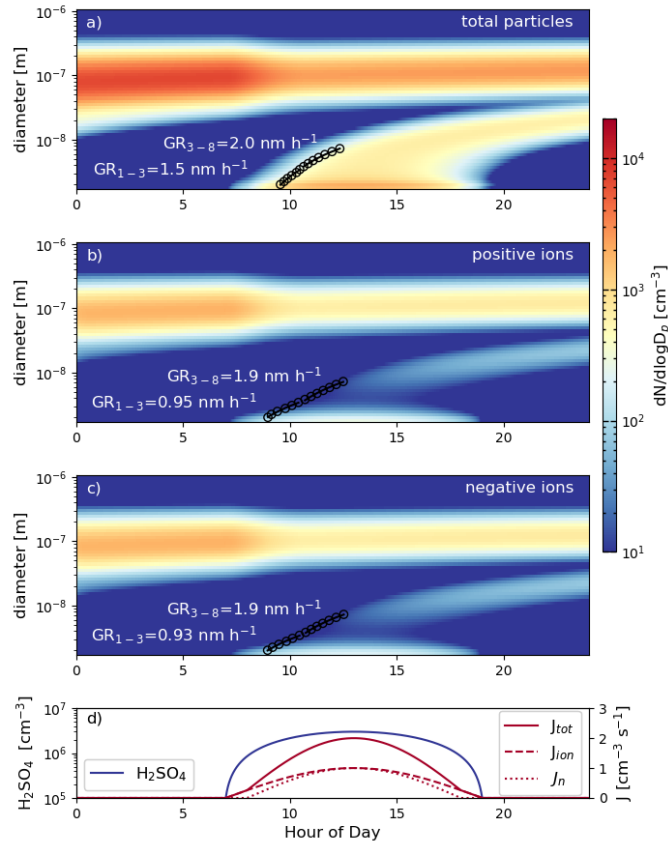 a)
total particles
10⁻⁶
10⁻⁷
10⁻⁸
diameter [m]
GR₃₋₈=2.0 nm h⁻¹
GR₁₋₃=1.5 nm h⁻¹
0 5 10 15 20
b)
positive ions
10⁻⁶
10⁻⁷
10⁻⁸
diameter [m]
GR₃₋₈=1.9 nm h⁻¹
GR₁₋₃=0.95 nm h⁻¹
0 5 10 15 20
c)
negative ions
10⁻⁶
10⁻⁷
10⁻⁸
diameter [m]
GR₃₋₈=1.9 nm h⁻¹
GR₁₋₃=0.93 nm h⁻¹
0 5 10 15 20
10⁴
10³
10²
10¹
dN/dlogDₚ [cm⁻³]
d)
10⁷
10⁶
10⁵
H₂SO₄ [cm⁻³]
H₂SO₄
J_tot
J_ion
J_n
3
2
1
0
J [cm⁻³ s⁻¹]
0 5 10 15 20
Hour of Day